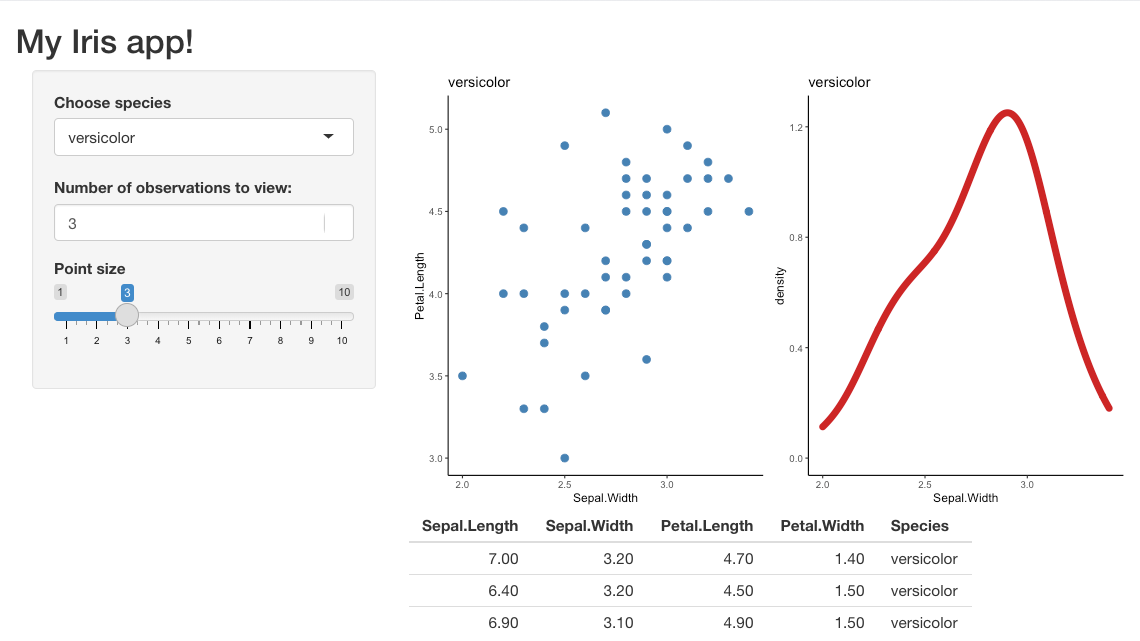 My Iris app!
Choose species
versicolor
Number of observations to view:
3
Point size
1 3 10
1 2 3 4 5 6 7 8 9 10
versicolor
Petal.Length
5.0
4.5
4.0
3.5
3.0
2.0 2.5 3.0
Sepal.Width
versicolor
density
1.2
0.8
0.4
0.0
2.0 2.5 3.0
Sepal.Width
Sepal.Length Sepal.Width Petal.Length Petal.Width Species
7.00 3.20 4.70 1.40 versicolor
6.40 3.20 4.50 1.50 versicolor
6.90 3.10 4.90 1.50 versicolor